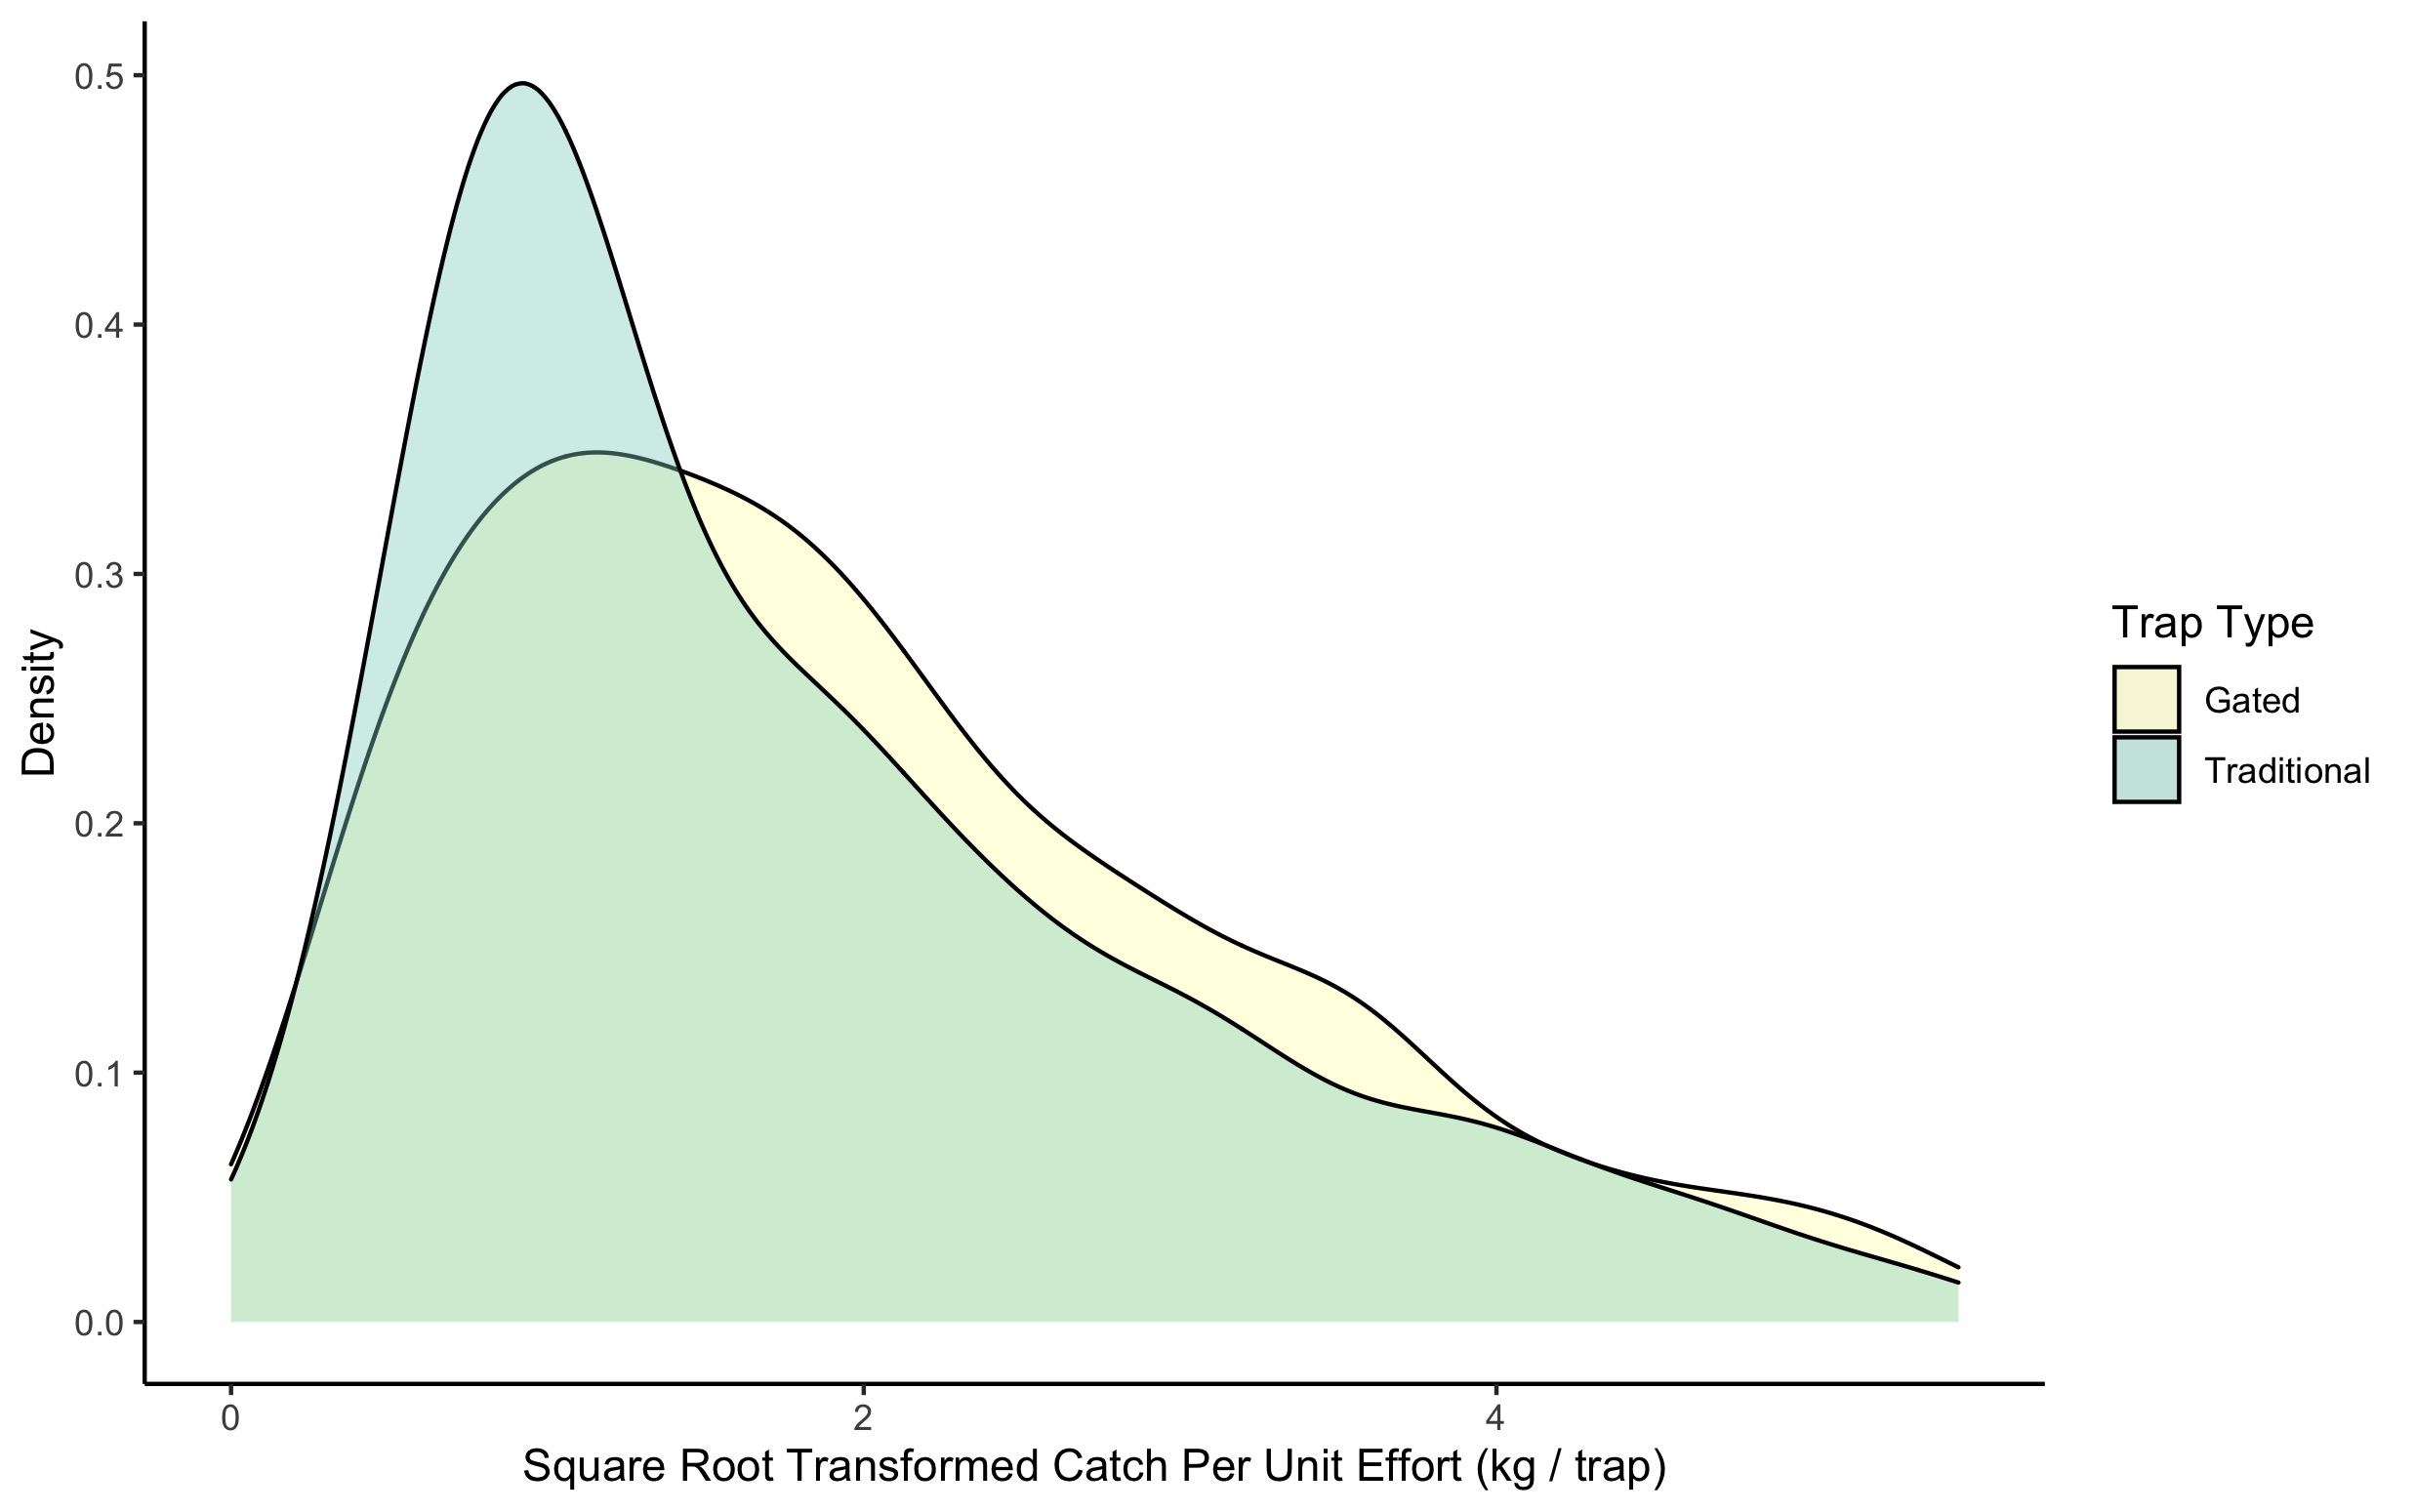 0.5
0.4
0.3
0.2
0.1
0.0
Density
0 2 4
Square Root Transformed Catch Per Unit Effort (kg / trap)
Trap Type
Gated
Traditional